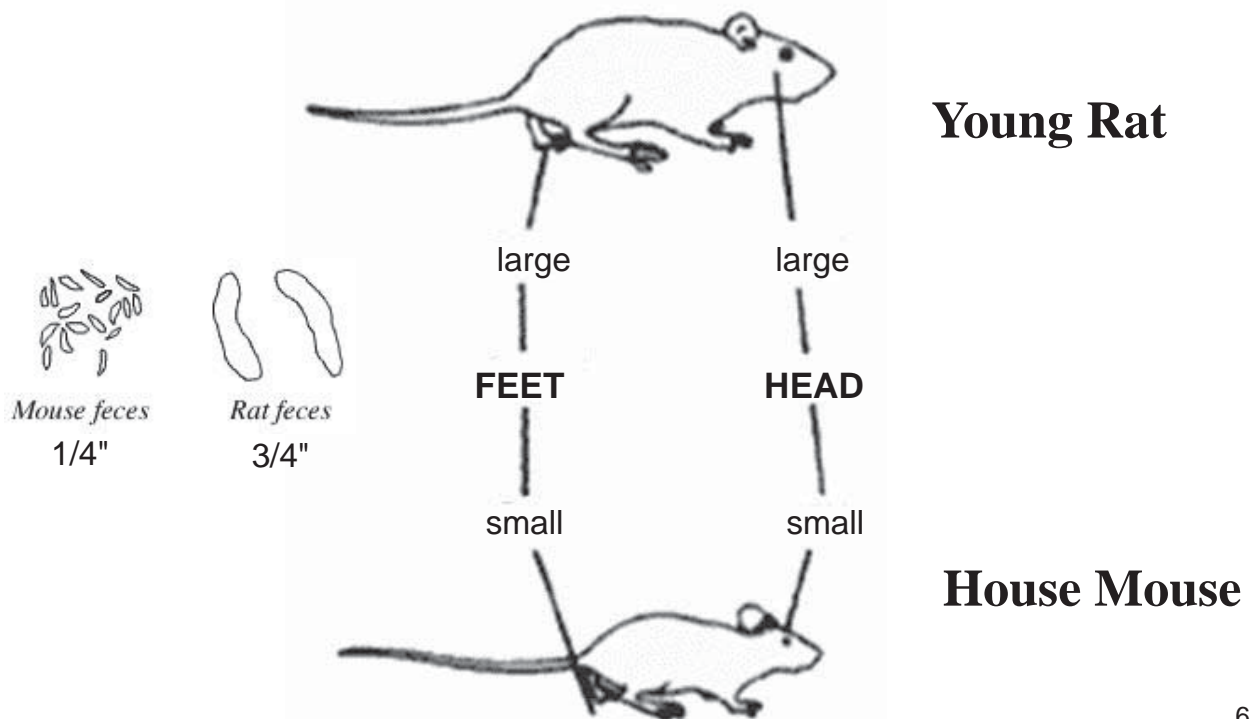 Young Rat
large large
Mouse feces Rat feces
FEET HEAD
1/4" 3/4"
small small
House Mouse
6